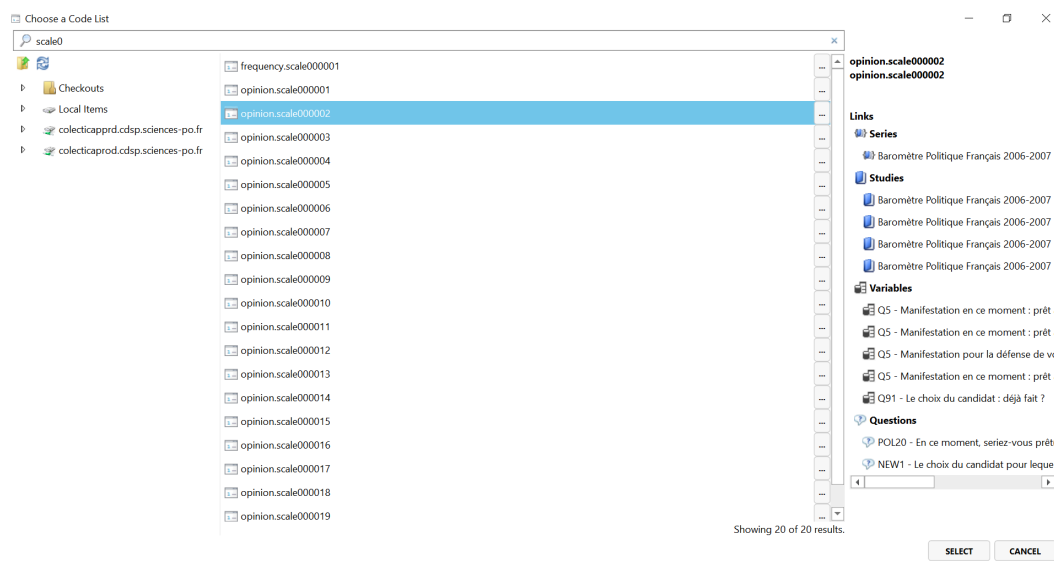 Choose a Code List
scale0
Checkouts
Local Items
colecticapprd.cdsp.sciences-po.fr
colecticaprod.cdsp.sciences-po.fr
frequency.scale000001
opinion.scale000001
opinion.scale000002
opinion.scale000003
opinion.scale000004
opinion.scale000005
opinion.scale000006
opinion.scale000007
opinion.scale000008
opinion.scale000009
opinion.scale000010
opinion.scale000011
opinion.scale000012
opinion.scale000013
opinion.scale000014
opinion.scale000015
opinion.scale000016
opinion.scale000017
opinion.scale000018
opinion.scale000019
Showing 20 of 20 results.
opinion.scale000002
opinion.scale000002
Links
Series
Baromètre Politique Français 2006-2007
Studies
Baromètre Politique Français 2006-2007
Baromètre Politique Français 2006-2007
Baromètre Politique Français 2006-2007
Baromètre Politique Français 2006-2007
Variables
Q5 - Manifestation en ce moment : prêt
Q5 - Manifestation en ce moment : prêt
Q5 - Manifestation pour la défense de vo
Q5 - Manifestation en ce moment : prêt
Q91 - Le choix du candidat : déjà fait ?
Questions
POL20 - En ce moment, seriez-vous prêt
NEW1 - Le choix du candidat pour leque
SELECT
CANCEL